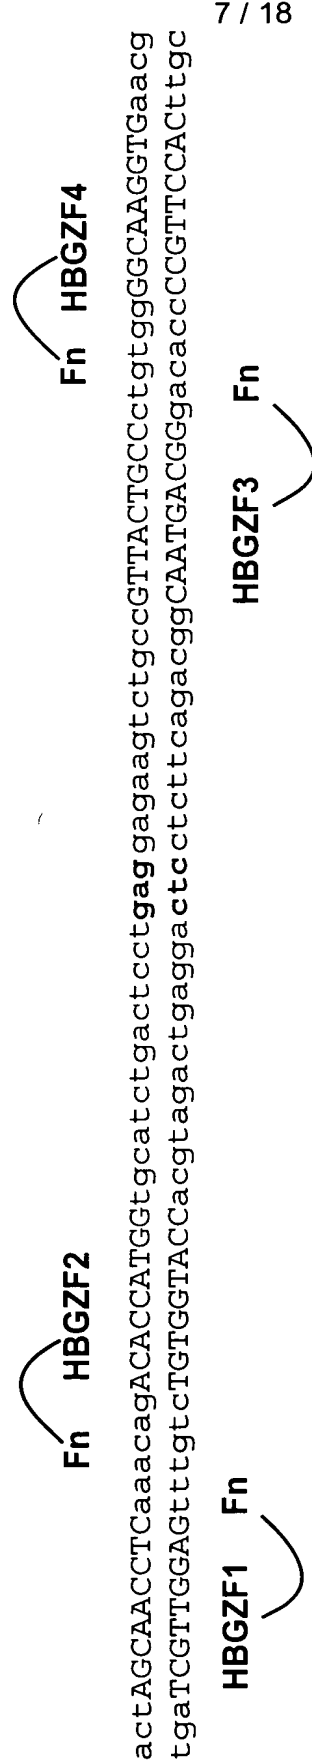 7 / 18
Fn HBGZF2 Fn HBGZF4
actAGCAACCTCaaacagACACCATGGtgcatctgactcctgaggagaagtctgccGTTACTGCCctgtggGGCAAGGTGaacg
tgaTCGTTGGAGtttgtcTGTGGTACCacgtagactgaggactcctcttcagacggCAATGACGGgacaccCCGTTCCACttgc
HBGZF1 Fn HBGZF3 Fn